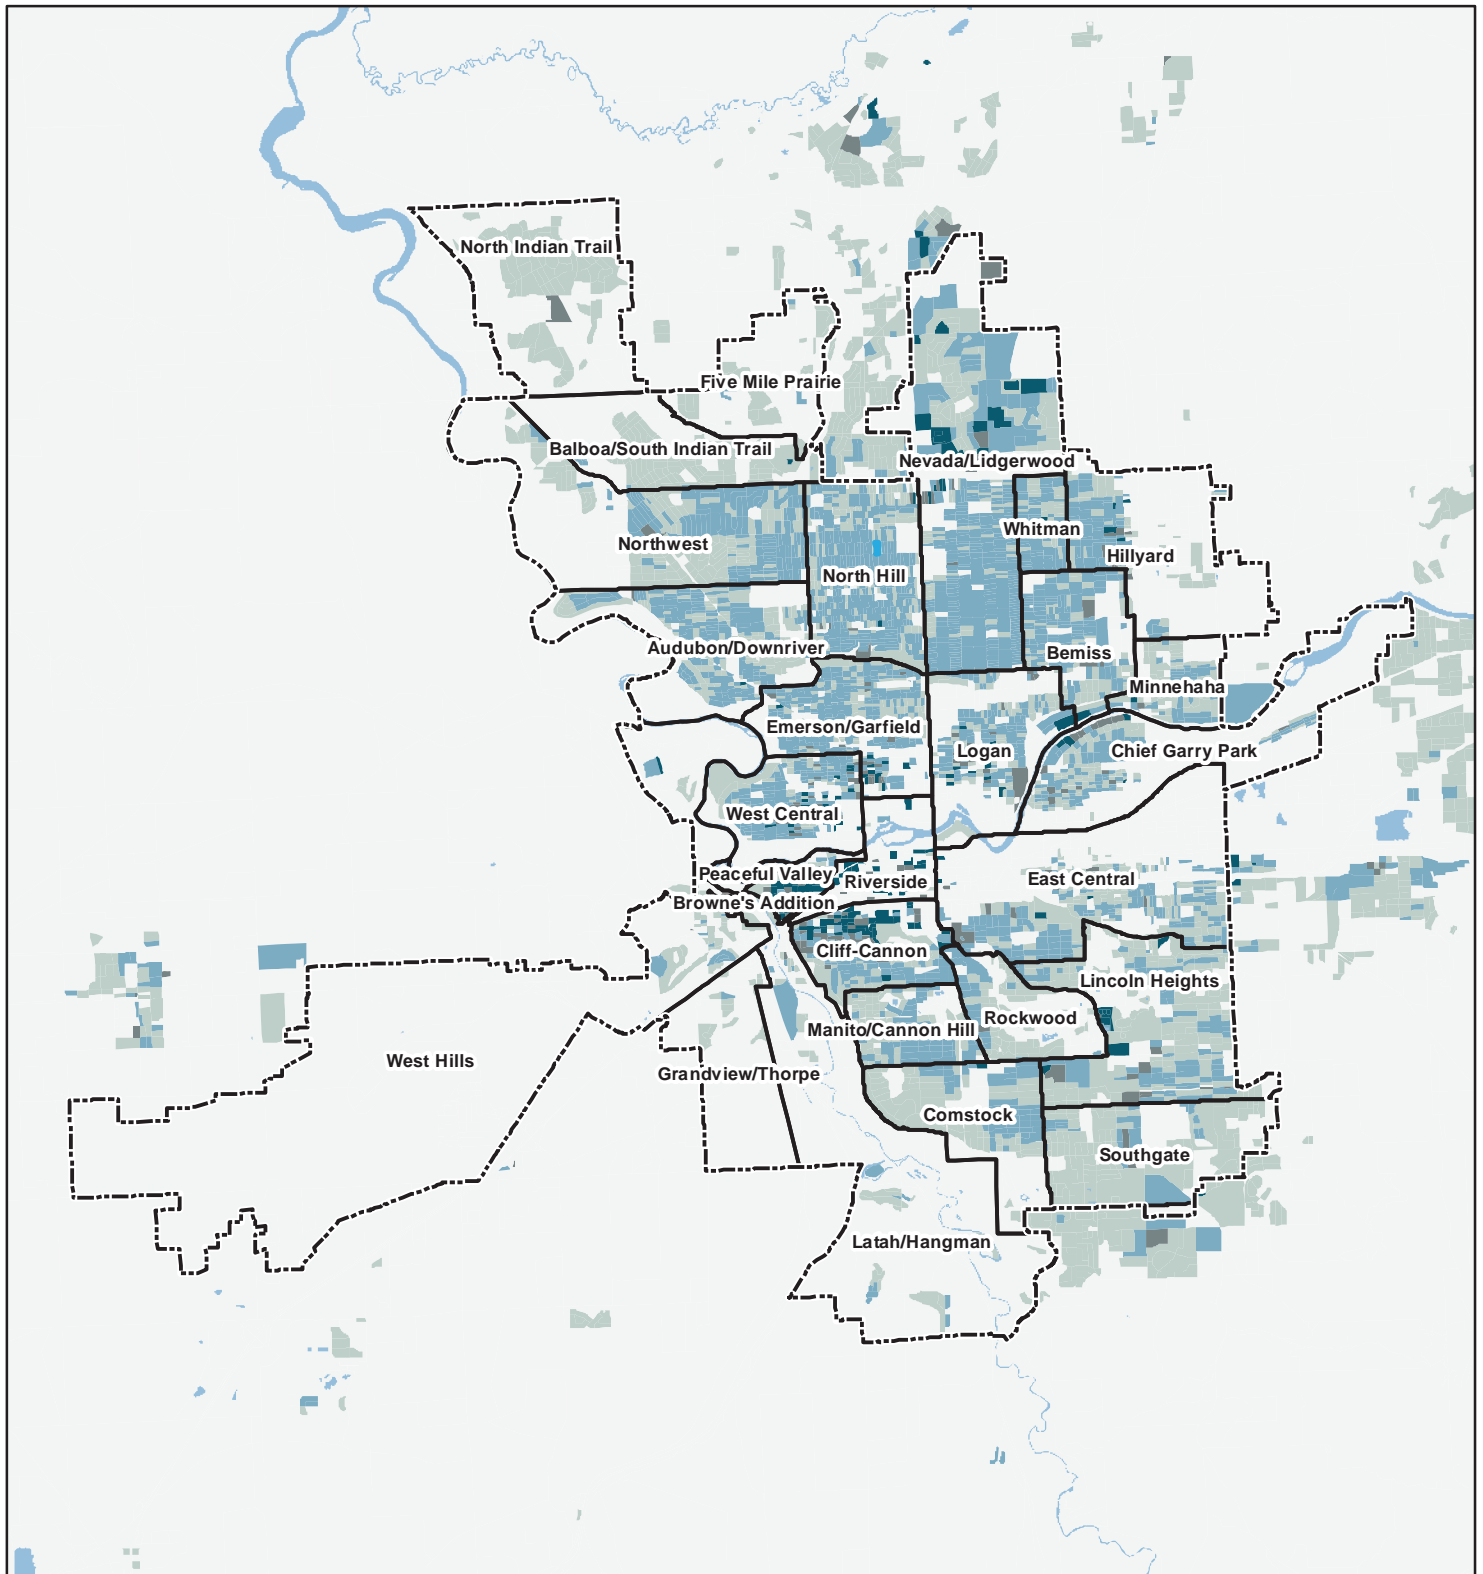 North Indian Trail
Five Mile Prairie
Balboa/South Indian Trail
Nevada/Lidgerwood
Whitman
Northwest
Hillyard
North Hill
Audubon/Downriver
Bemiss
Minnehaha
Emerson/Garfield
Logan
Chief Garry Park
West Central
Peaceful Valley
Riverside
East Central
Browne's Addition
Cliff-Cannon
Lincoln Heights
Rockwood
Manito/Cannon Hill
West Hills
Grandview/Thorpe
Comstock
Southgate
Latah/Hangman